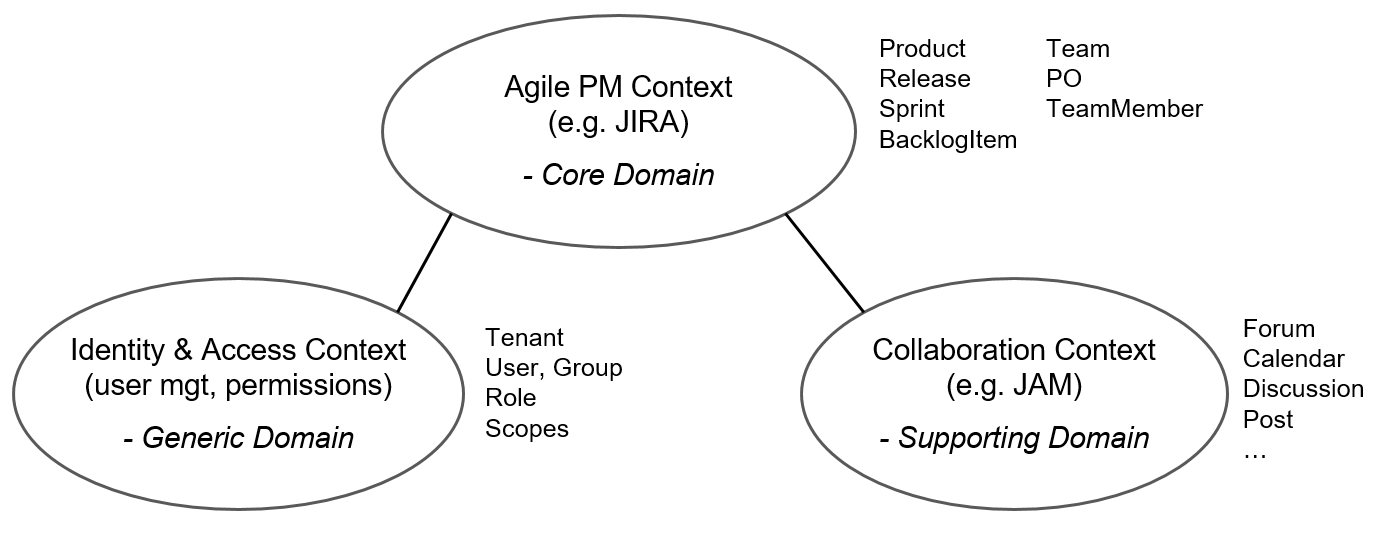 Agile PM Context
(e.g. JIRA)
- Core Domain
Product
Release
Sprint
BacklogItem
Team
PO
TeamMember
Identity & Access Context
(user mgt, permissions)
- Generic Domain
Tenant
User, Group
Role
Scopes
Collaboration Context
(e.g. JAM)
- Supporting Domain
Forum
Calendar
Discussion
Post
…